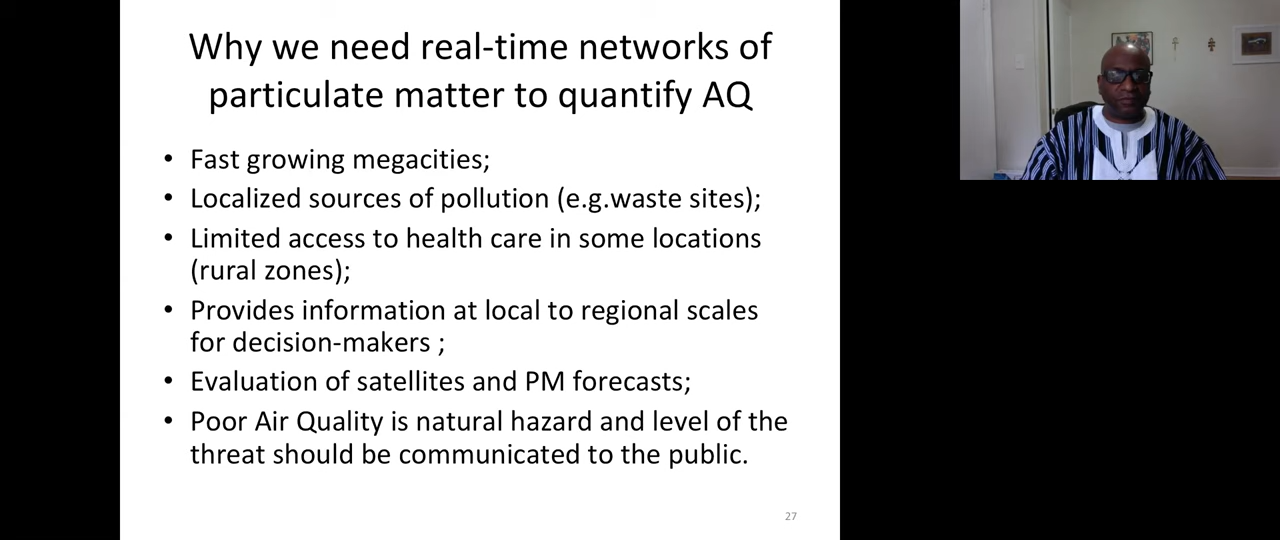 Why we need real-time networks of
particulate matter to quantify AQ
• Fast growing megacities;
• Localized sources of pollution (e.g.waste sites);
• Limited access to health care in some locations
(rural zones);
• Provides information at local to regional scales
for decision-makers ;
• Evaluation of satellites and PM forecasts;
• Poor Air Quality is natural hazard and level of the
threat should be communicated to the public.
27